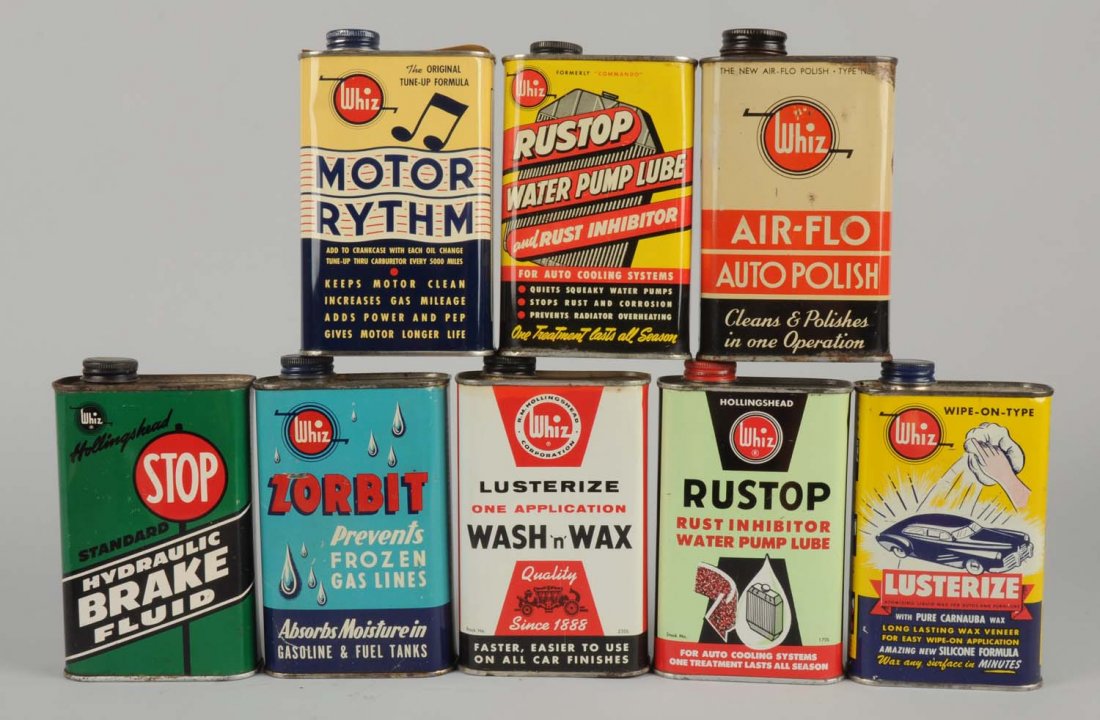 The ORIGINAL
TUNE-UP FORMULA
Whiz
MOTOR
RYTHM
ADD TO CRANKCASE WITH EACH OIL CHANGE
TUNE-UP THRU CARBURETOR EVERY 5000 MILES
KEEPS MOTOR CLEAN
INCREASES GAS MILEAGE
ADDS POWER AND PEP
GIVES MOTOR LONGER LIFE
FORMERLY "COMMANDO"
Whiz
RUSTOP
WATER PUMP LUBE
and RUST INHIBITOR
FOR AUTO COOLING SYSTEMS
QUIETS SQUEAKY WATER PUMPS
STOPS RUST AND CORROSION
PREVENTS RADIATOR OVERHEATING
One Treatment lasts all Season
THE NEW AIR-FLO POLISH • TYPE
Whiz
AIR-FLO
AUTO POLISH
Cleans & Polishes
in one Operation
Whiz
Hollingshead
STOP
STANDARD
HYDRAULIC
BRAKE
FLUID
Whiz
ZORBIT
Prevents
FROZEN
GAS LINES
Absorbs Moisture in
GASOLINE & FUEL TANKS
R.M. HOLLINGSHEAD
Whiz
CORPORATION
LUSTERIZE
ONE APPLICATION
WASH 'n' WAX
Quality
Since 1888
Stock No.
FASTER, EASIER TO USE
ON ALL CAR FINISHES
HOLLINGSHEAD
Whiz
RUSTOP
RUST INHIBITOR
WATER PUMP LUBE
Stock No.
FOR AUTO COOLING SYSTEMS
ONE TREATMENT LASTS ALL SEASON
WIPE-ON-TYPE
Whiz
LUSTERIZE
WITH PURE CARNAUBA WAX
LONG LASTING WAX VENEER
FOR EASY WIPE-ON APPLICATION
AMAZING NEW SILICONE FORMULA
Wax any surface in MINUTES